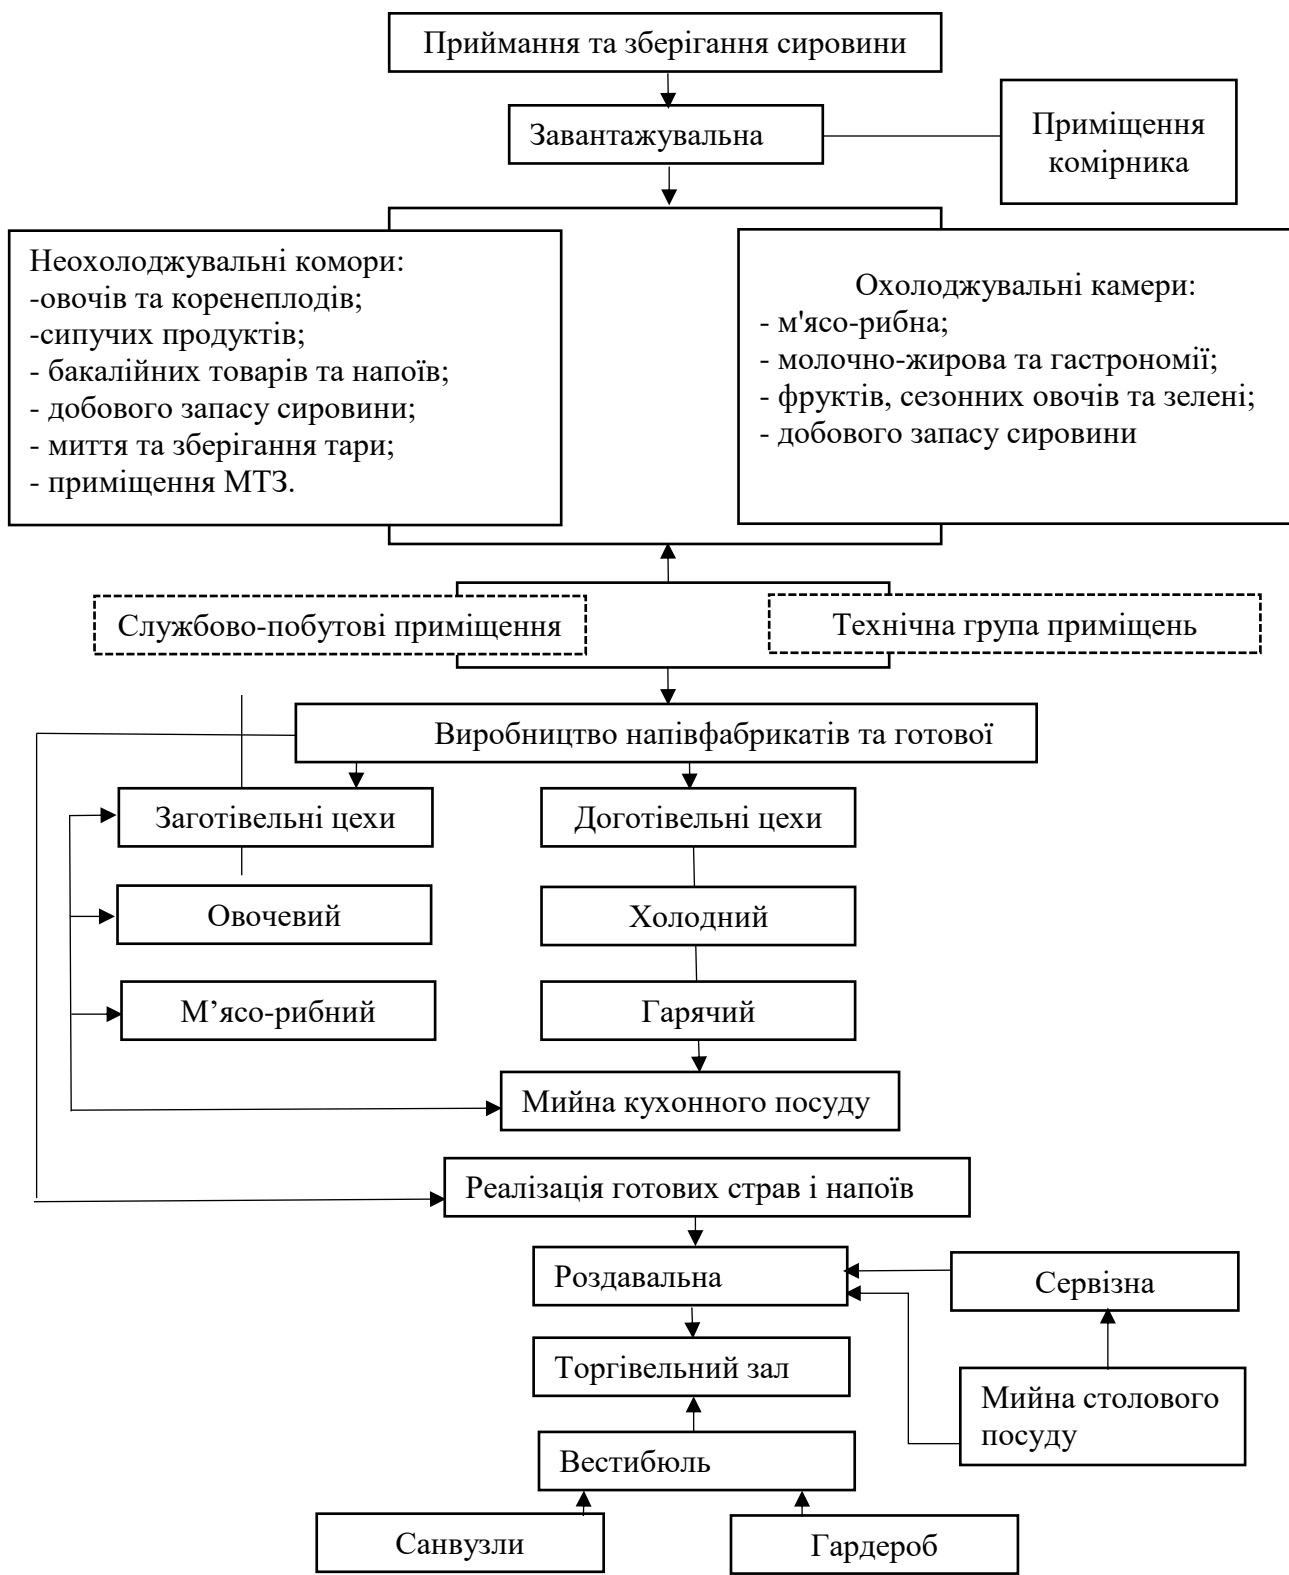 Приймання та зберігання сировини
Завантажувальна
Приміщення
комірника
Неохолоджувальні комори:
-овочів та коренеплодів;
-сипучих продуктів;
- бакалійних товарів та напоїв;
- добового запасу сировини;
- миття та зберігання тари;
- приміщення МТЗ.
Охолоджувальні камери:
- м'ясо-рибна;
- молочно-жирова та гастрономії;
- фруктів, сезонних овочів та зелені;
- добового запасу сировини
Службово-побутові приміщення
Технічна група приміщень
Виробництво напівфабрикатів та готової
Заготівельні цехи
Доготівельні цехи
Овочевий
Холодний
М’ясо-рибний
Гарячий
Мийна кухонного посуду
Реалізація готових страв і напоїв
Роздавальна
Сервізна
Торгівельний зал
Мийна столового
посуду
Вестибюль
Санвузли
Гардероб